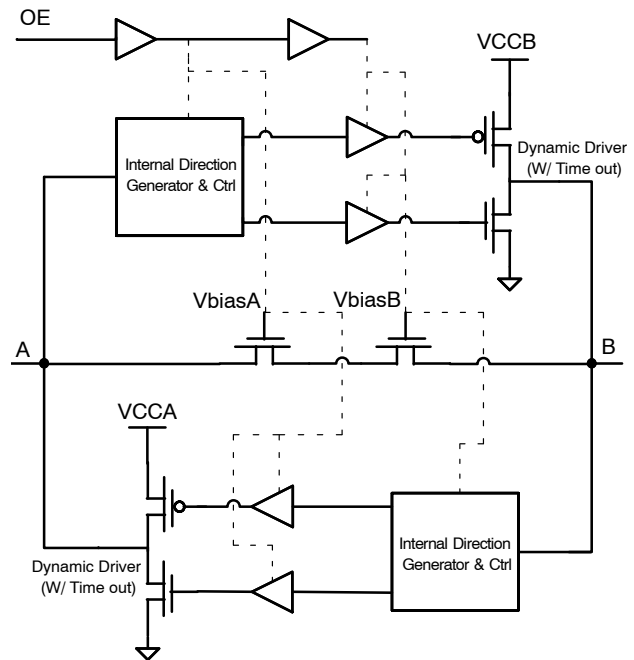 OE
VCCB
Internal Direction
Generator & Ctrl
Dynamic Driver
(W/ Time out)
VbiasA
VbiasB
A
B
VCCA
Internal Direction
Generator & Ctrl
Dynamic Driver
(W/ Time out)